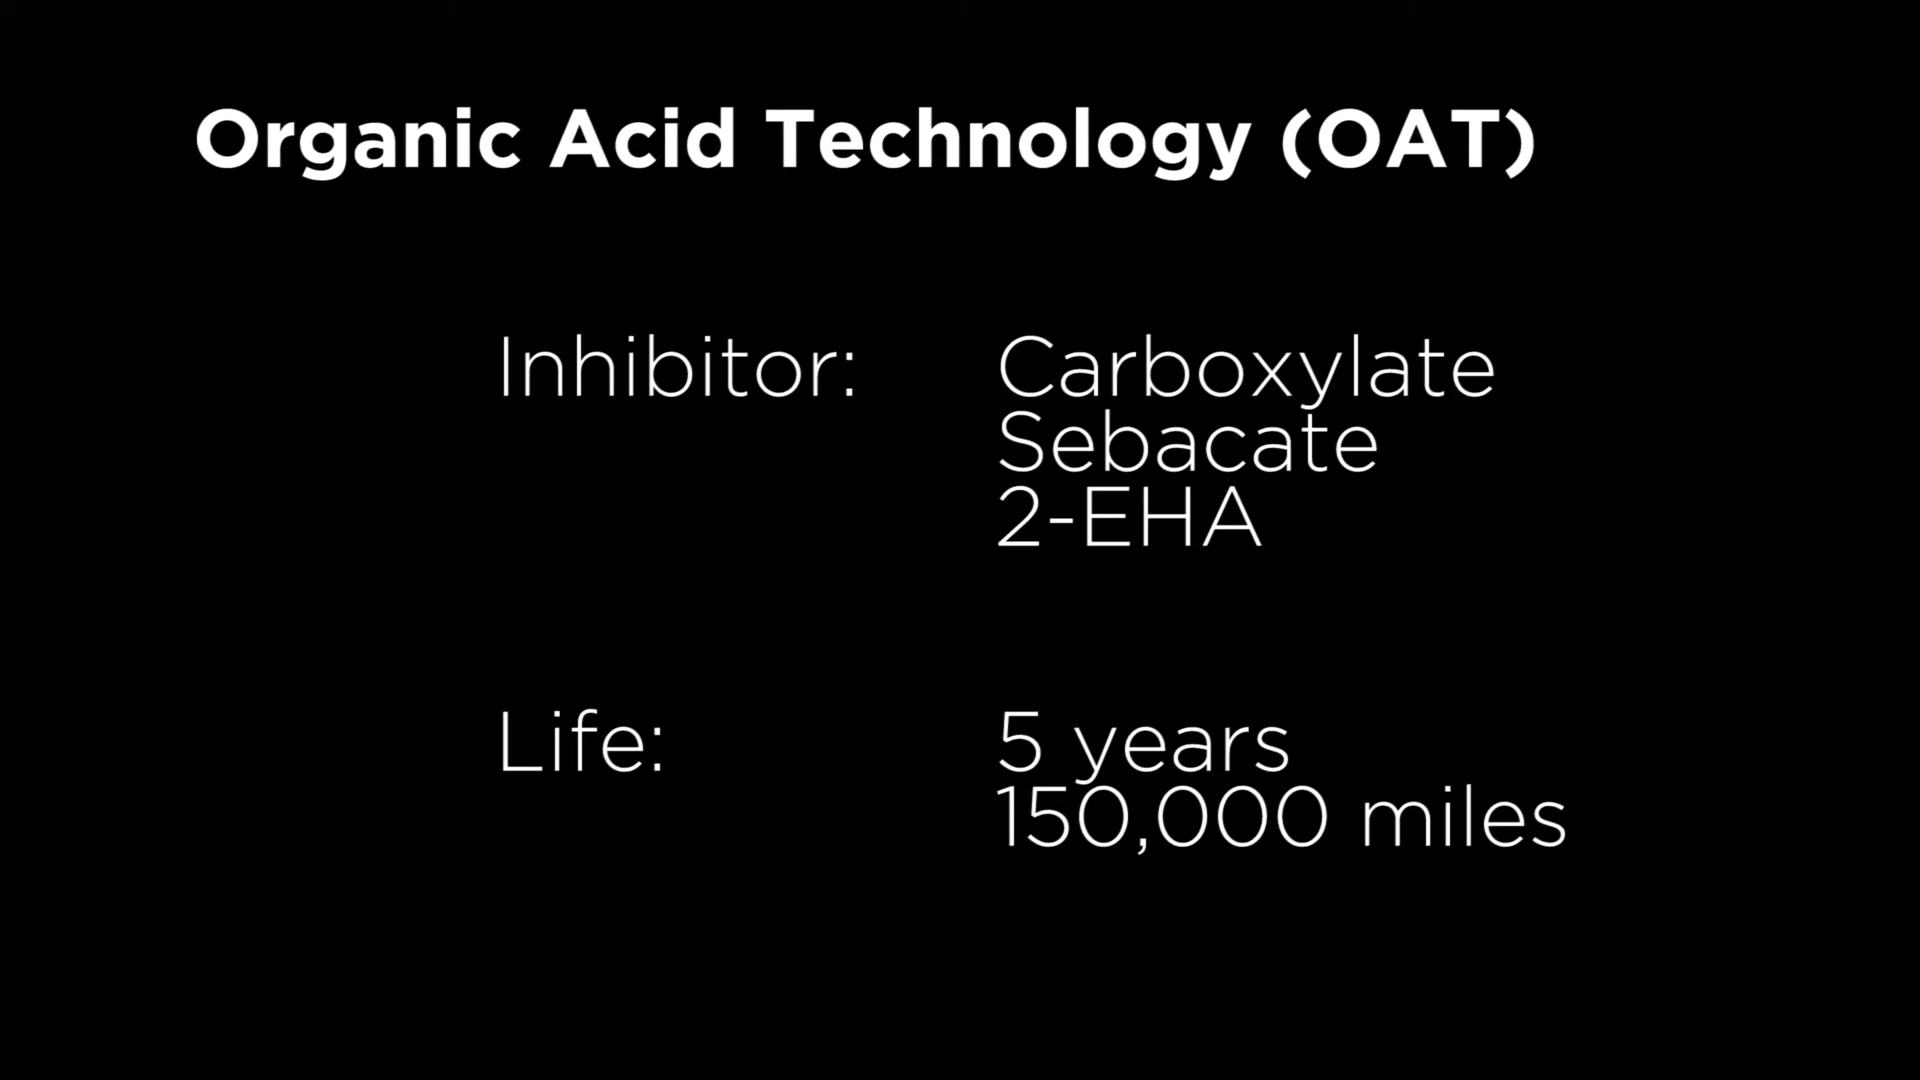 Organic Acid Technology (OAT)
Inhibitor: Carboxylate
Sebacate
2-EHA
Life: 5 years
150,000 miles